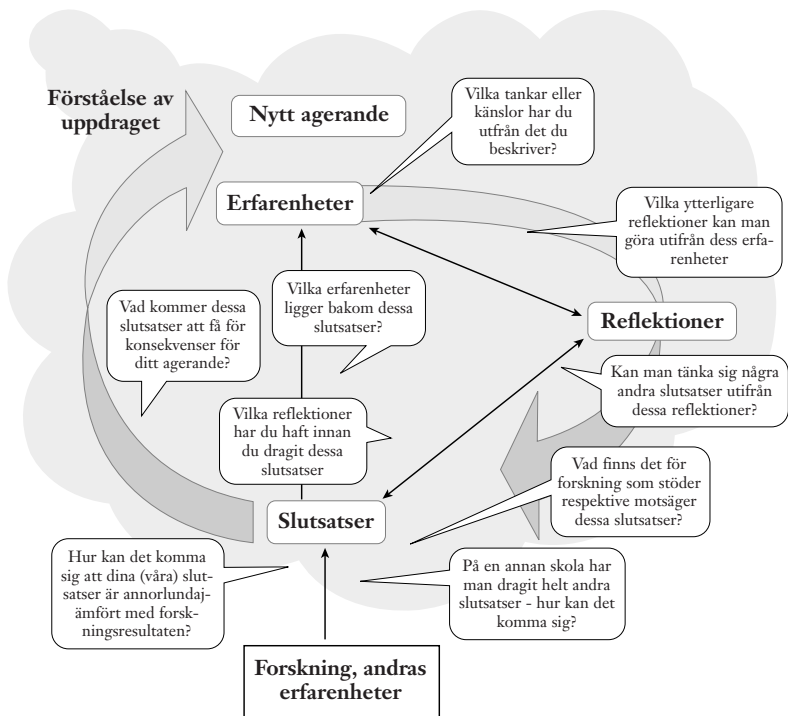 Förståelse av
uppdraget
Nytt agerande
Vilka tankar eller
känslor har du
utfrån det du
beskriver?
Erfarenheter
Vilka ytterligare
reflektioner kan man
göra utifrån dess erfa-
renheter
Vad kommer dessa
slutsatser att få för
konsekvenser för
ditt agerande?
Vilka erfarenheter
ligger bakom dessa
slutsatser?
Reflektioner
Kan man tänka sig några
andra slutsatser utifrån
dessa reflektioner?
Vilka reflektioner
har du haft innan
du dragit dessa
slutsatser
Vad finns det för
forskning som stöder
respektive motsäger
dessa slutsatser?
Slutsatser
Hur kan det komma
sig att dina (våra) slut-
satser är annorlundaj-
ämfört med forsk-
ningsresultaten?
På en annan skola har
man dragit helt andra
slutsatser - hur kan det
komma sig?
Forskning, andras
erfarenheter